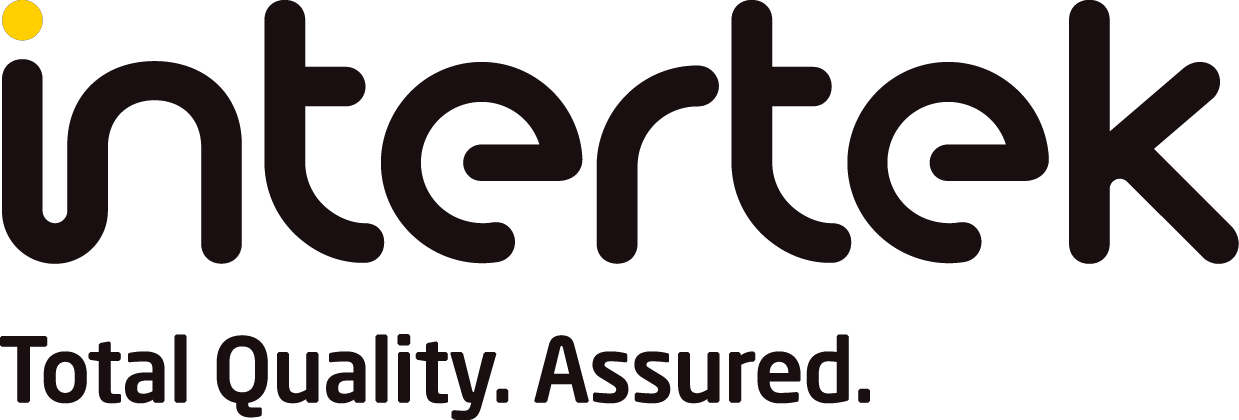 intertek
Total Quality. Assured.